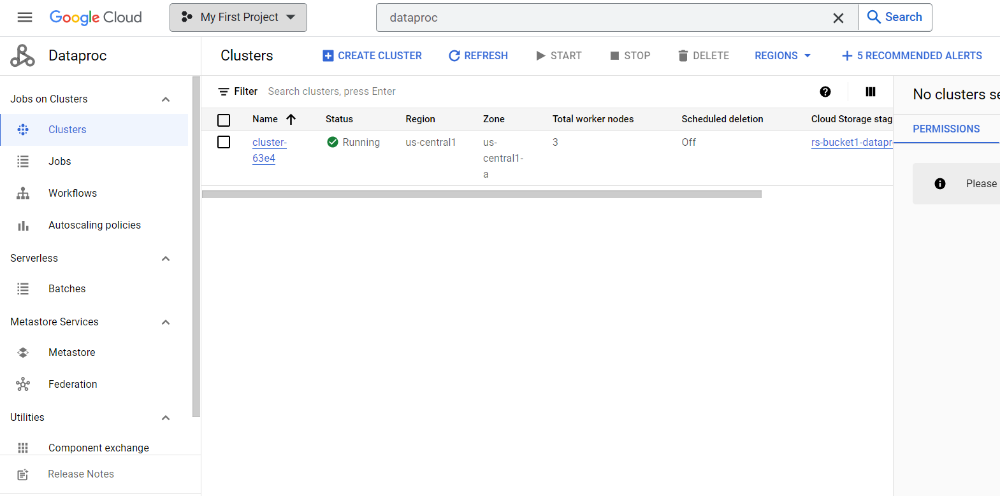 Google Cloud
My First Project
dataproc
Search
Dataproc
Clusters
CREATE CLUSTER
REFRESH
START
STOP
DELETE
REGIONS
5 RECOMMENDED ALERTS
Jobs on Clusters
Clusters
Jobs
Workflows
Autoscaling policies
Serverless
Batches
Metastore Services
Metastore
Federation
Utilities
Component exchange
Release Notes
Filter Search clusters, press Enter
Name Status Region Zone Total worker nodes Scheduled deletion Cloud Storage stag
cluster-
63e4
Running
us-central1
us-
central1-
a
3
Off
rs-bucket1-datapr
No clusters se
PERMISSIONS
Please